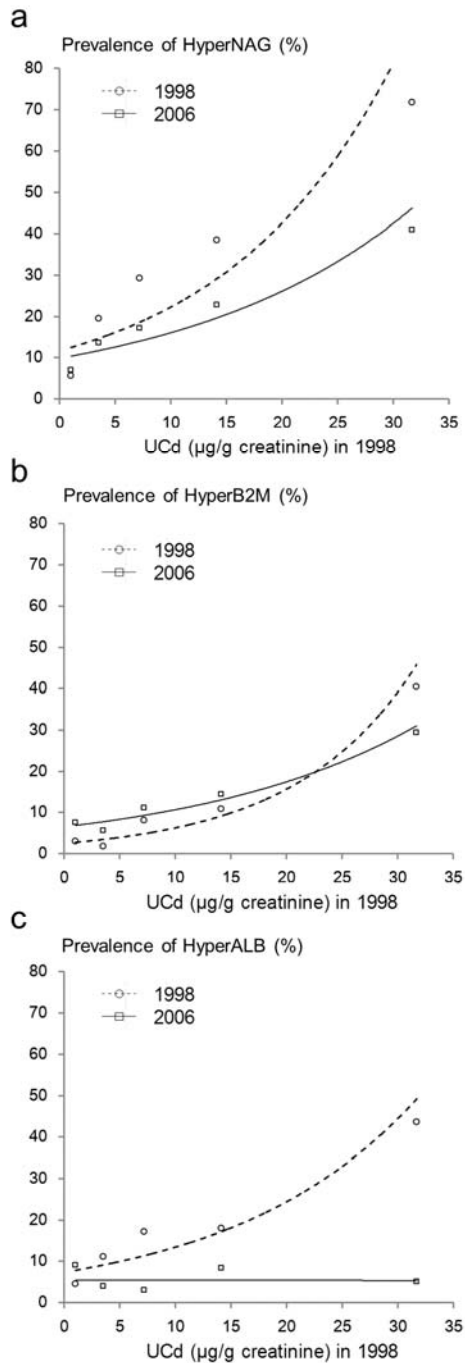 a
Prevalence of HyperNAG (%)
80
70
60
50
40
30
20
10
0
1998
2006
0 5 10 15 20 25 30 35
UCd (µg/g creatinine) in 1998
b
Prevalence of HyperB2M (%)
80
70
60
50
40
30
20
10
0
1998
2006
0 5 10 15 20 25 30 35
UCd (µg/g creatinine) in 1998
c
Prevalence of HyperALB (%)
80
70
60
50
40
30
20
10
0
1998
2006
0 5 10 15 20 25 30 35
UCd (µg/g creatinine) in 1998